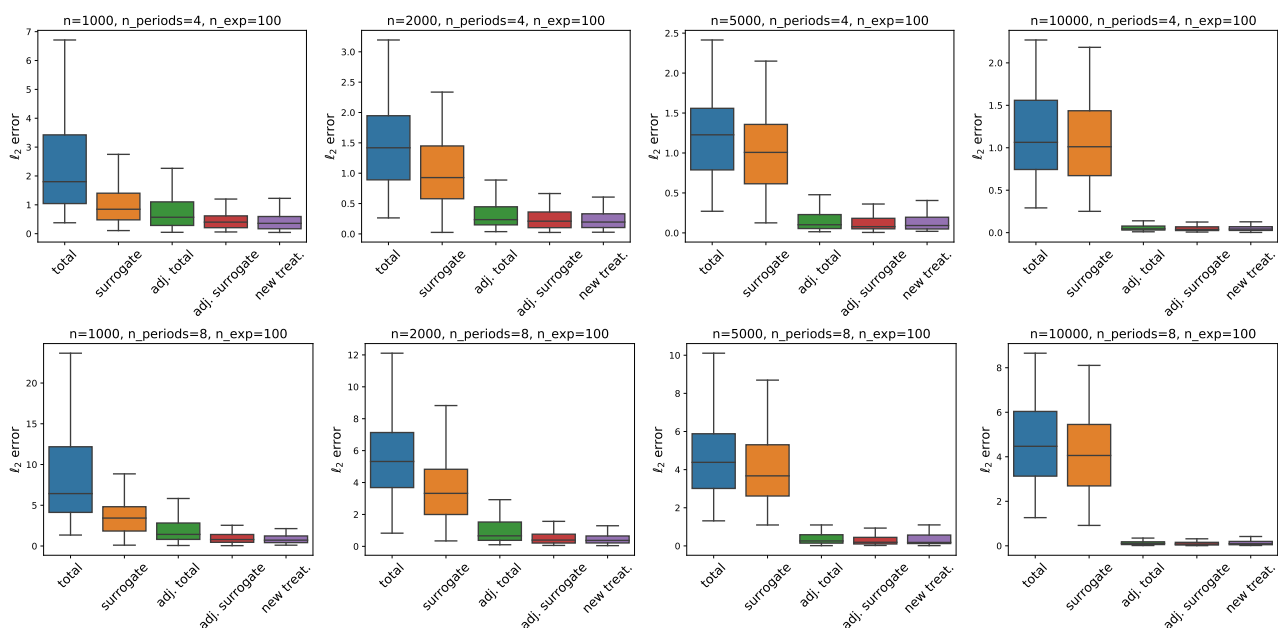 n=1000, n_periods=4, n_exp=100
ℓ2 error
7
6
5
4
3
2
1
0
total
surrogate
adj. total
adj. surrogate
new treat.
n=2000, n_periods=4, n_exp=100
ℓ2 error
3.0
2.5
2.0
1.5
1.0
0.5
0.0
total
surrogate
adj. total
adj. surrogate
new treat.
n=5000, n_periods=4, n_exp=100
ℓ2 error
2.5
2.0
1.5
1.0
0.5
0.0
total
surrogate
adj. total
adj. surrogate
new treat.
n=10000, n_periods=4, n_exp=100
ℓ2 error
2.0
1.5
1.0
0.5
0.0
total
surrogate
adj. total
adj. surrogate
new treat.
n=1000, n_periods=8, n_exp=100
ℓ2 error
20
15
10
5
0
total
surrogate
adj. total
adj. surrogate
new treat.
n=2000, n_periods=8, n_exp=100
ℓ2 error
12
10
8
6
4
2
0
total
surrogate
adj. total
adj. surrogate
new treat.
n=5000, n_periods=8, n_exp=100
ℓ2 error
10
8
6
4
2
0
total
surrogate
adj. total
adj. surrogate
new treat.
n=10000, n_periods=8, n_exp=100
ℓ2 error
8
6
4
2
0
total
surrogate
adj. total
adj. surrogate
new treat.